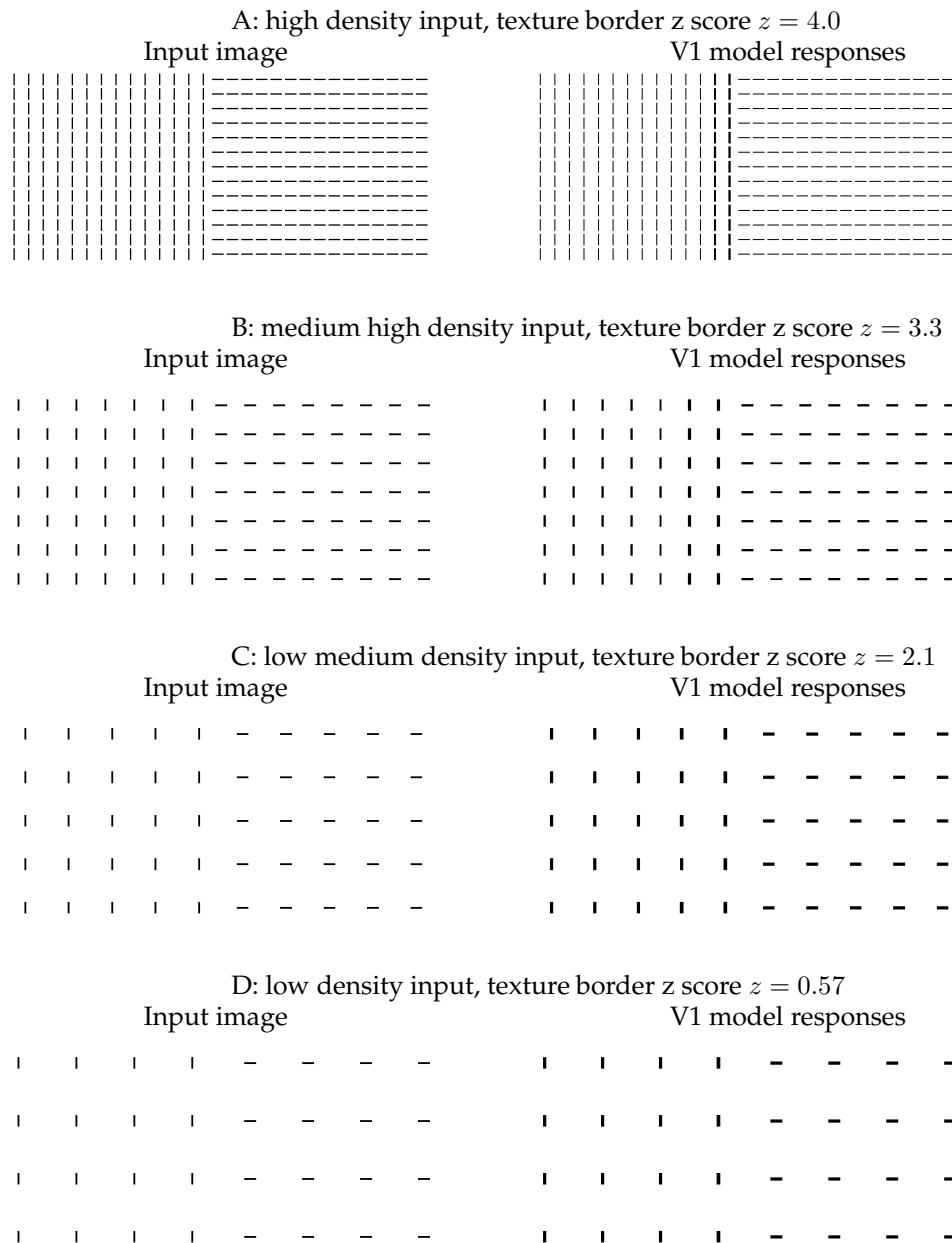 A: high density input, texture border z score z = 4.0
Input image V1 model responses
B: medium high density input, texture border z score z = 3.3
Input image V1 model responses
C: low medium density input, texture border z score z = 2.1
Input image V1 model responses
D: low density input, texture border z score z = 0.57
Input image V1 model responses